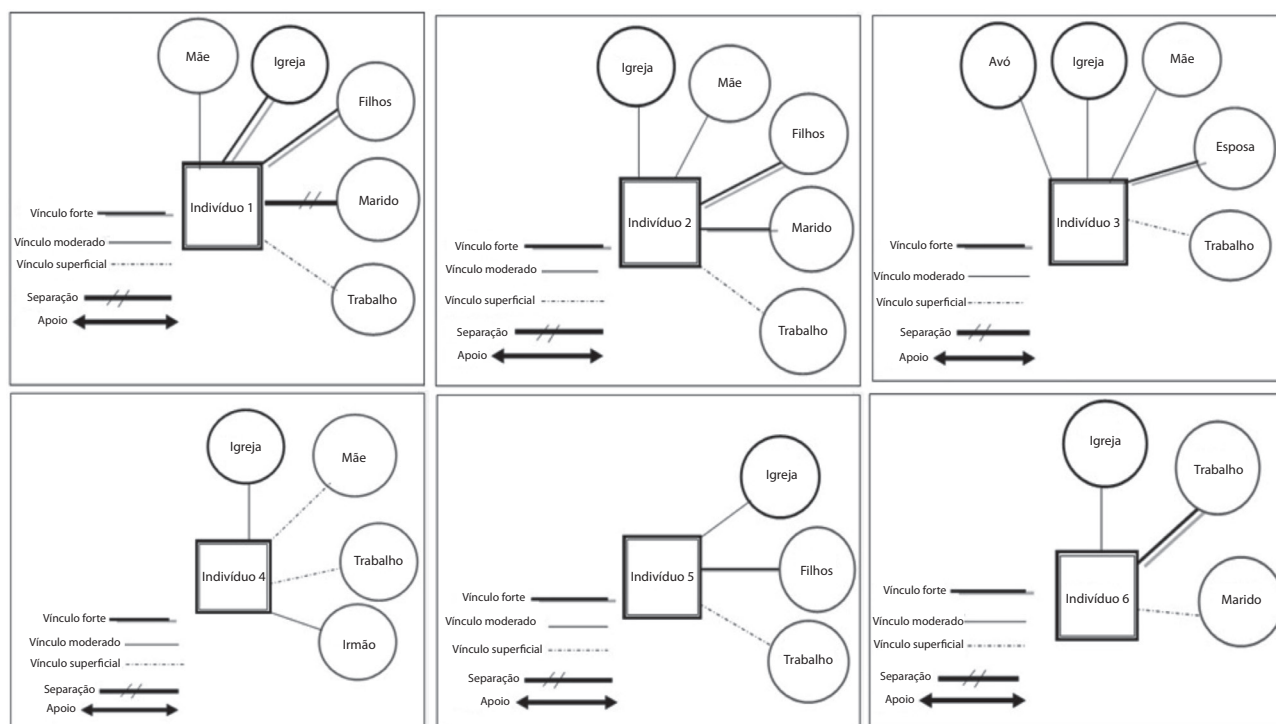 Mãe
Igreja
Filhos
Indivíduo 1
Marido
Trabalho
Vínculo forte
Vínculo moderado
Vínculo superficial
Separação
Apoio
Igreja
Mãe
Filhos
Indivíduo 2
Marido
Trabalho
Vínculo forte
Vínculo moderado
Vínculo superficial
Separação
Apoio
Avó
Igreja
Mãe
Esposa
Indivíduo 3
Trabalho
Vínculo forte
Vínculo moderado
Vínculo superficial
Separação
Apoio
Igreja
Mãe
Trabalho
Indivíduo 4
Irmão
Vínculo forte
Vínculo moderado
Vínculo superficial
Separação
Apoio
Igreja
Indivíduo 5
Filhos
Trabalho
Vínculo forte
Vínculo moderado
Vínculo superficial
Separação
Apoio
Igreja
Trabalho
Indivíduo 6
Marido
Vínculo forte
Vínculo moderado
Vínculo superficial
Separação
Apoio